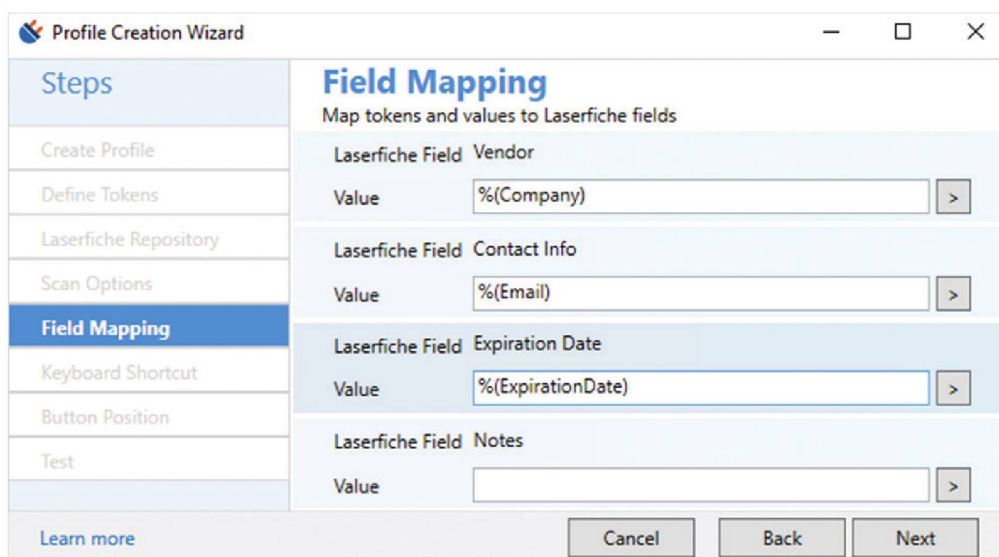 Profile Creation Wizard
Steps
Create Profile
Define Tokens
Laserfiche Repository
Scan Options
Field Mapping
Keyboard Shortcut
Button Position
Test
Learn more
Field Mapping
Map tokens and values to Laserfiche fields
Laserfiche Field Vendor
Value %(Company) >
Laserfiche Field Contact Info
Value %(Email) >
Laserfiche Field Expiration Date
Value %(ExpirationDate) >
Laserfiche Field Notes
Value >
Cancel Back Next